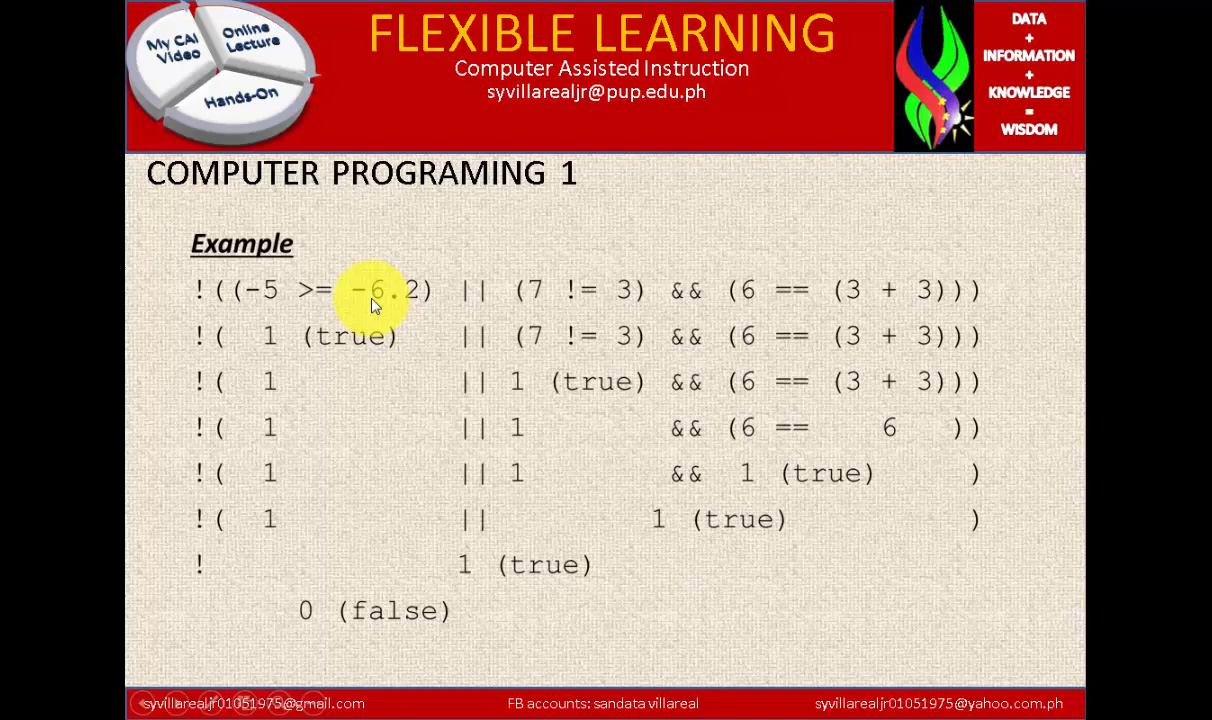 My CAI
Video
Online
Lecture
Hands-On
FLEXIBLE LEARNING
Computer Assisted Instruction
syvillarealjr@pup.edu.ph
DATA
+
INFORMATION
+
KNOWLEDGE
=
WISDOM
COMPUTER PROGRAMING 1
Example
!((-5 >= -6.2) || (7 != 3) && (6 == (3 + 3)))
!( 1 (true) || (7 != 3) && (6 == (3 + 3)))
!( 1 || 1 (true) && (6 == (3 + 3)))
!( 1 || 1 && (6 == 6 ))
!( 1 || 1 && 1 (true) )
!( 1 || 1 (true) )
! 1 (true)
0 (false)
syvillarealjr01051975@gmail.com
FB accounts: sandata villareal
syvillarealjr01051975@yahoo.com.ph